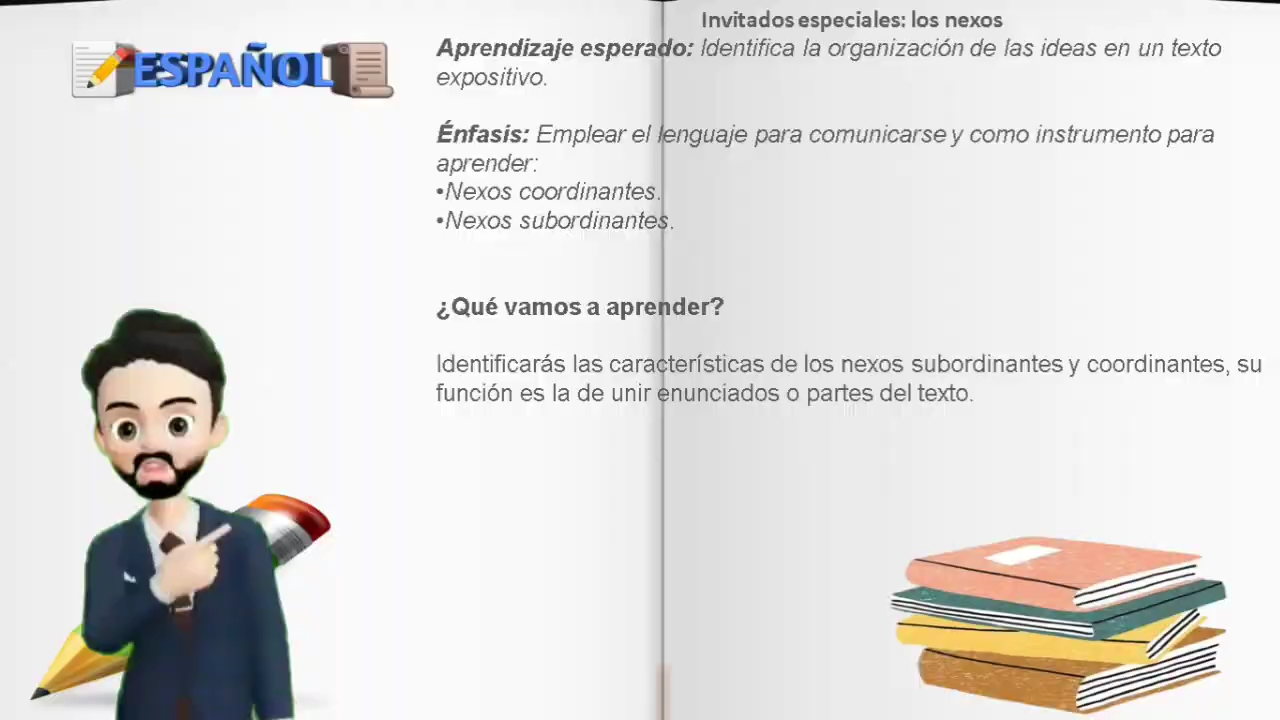 ESPAÑOL
Invitados especiales: los nexos
Aprendizaje esperado: Identifica la organización de las ideas en un texto
expositivo.
Énfasis: Emplear el lenguaje para comunicarse y como instrumento para
aprender:
•Nexos coordinantes.
•Nexos subordinantes.
¿Qué vamos a aprender?
Identificarás las características de los nexos subordinantes y coordinantes, su
función es la de unir enunciados o partes del texto.